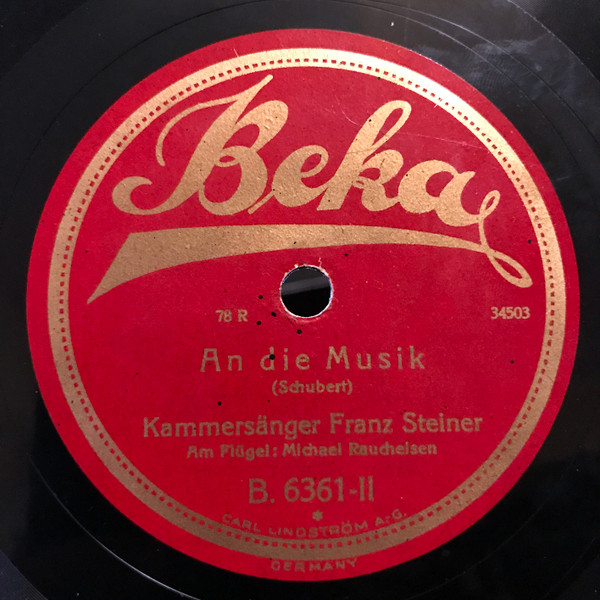 Beka
78 R 34503
An die Musik
(Schubert)
Kammersänger Franz Steiner
Am Flügel: Michael Raucheisen
B. 6361-II
*
CARL LINDSTRÖM A.-G.
GERMANY